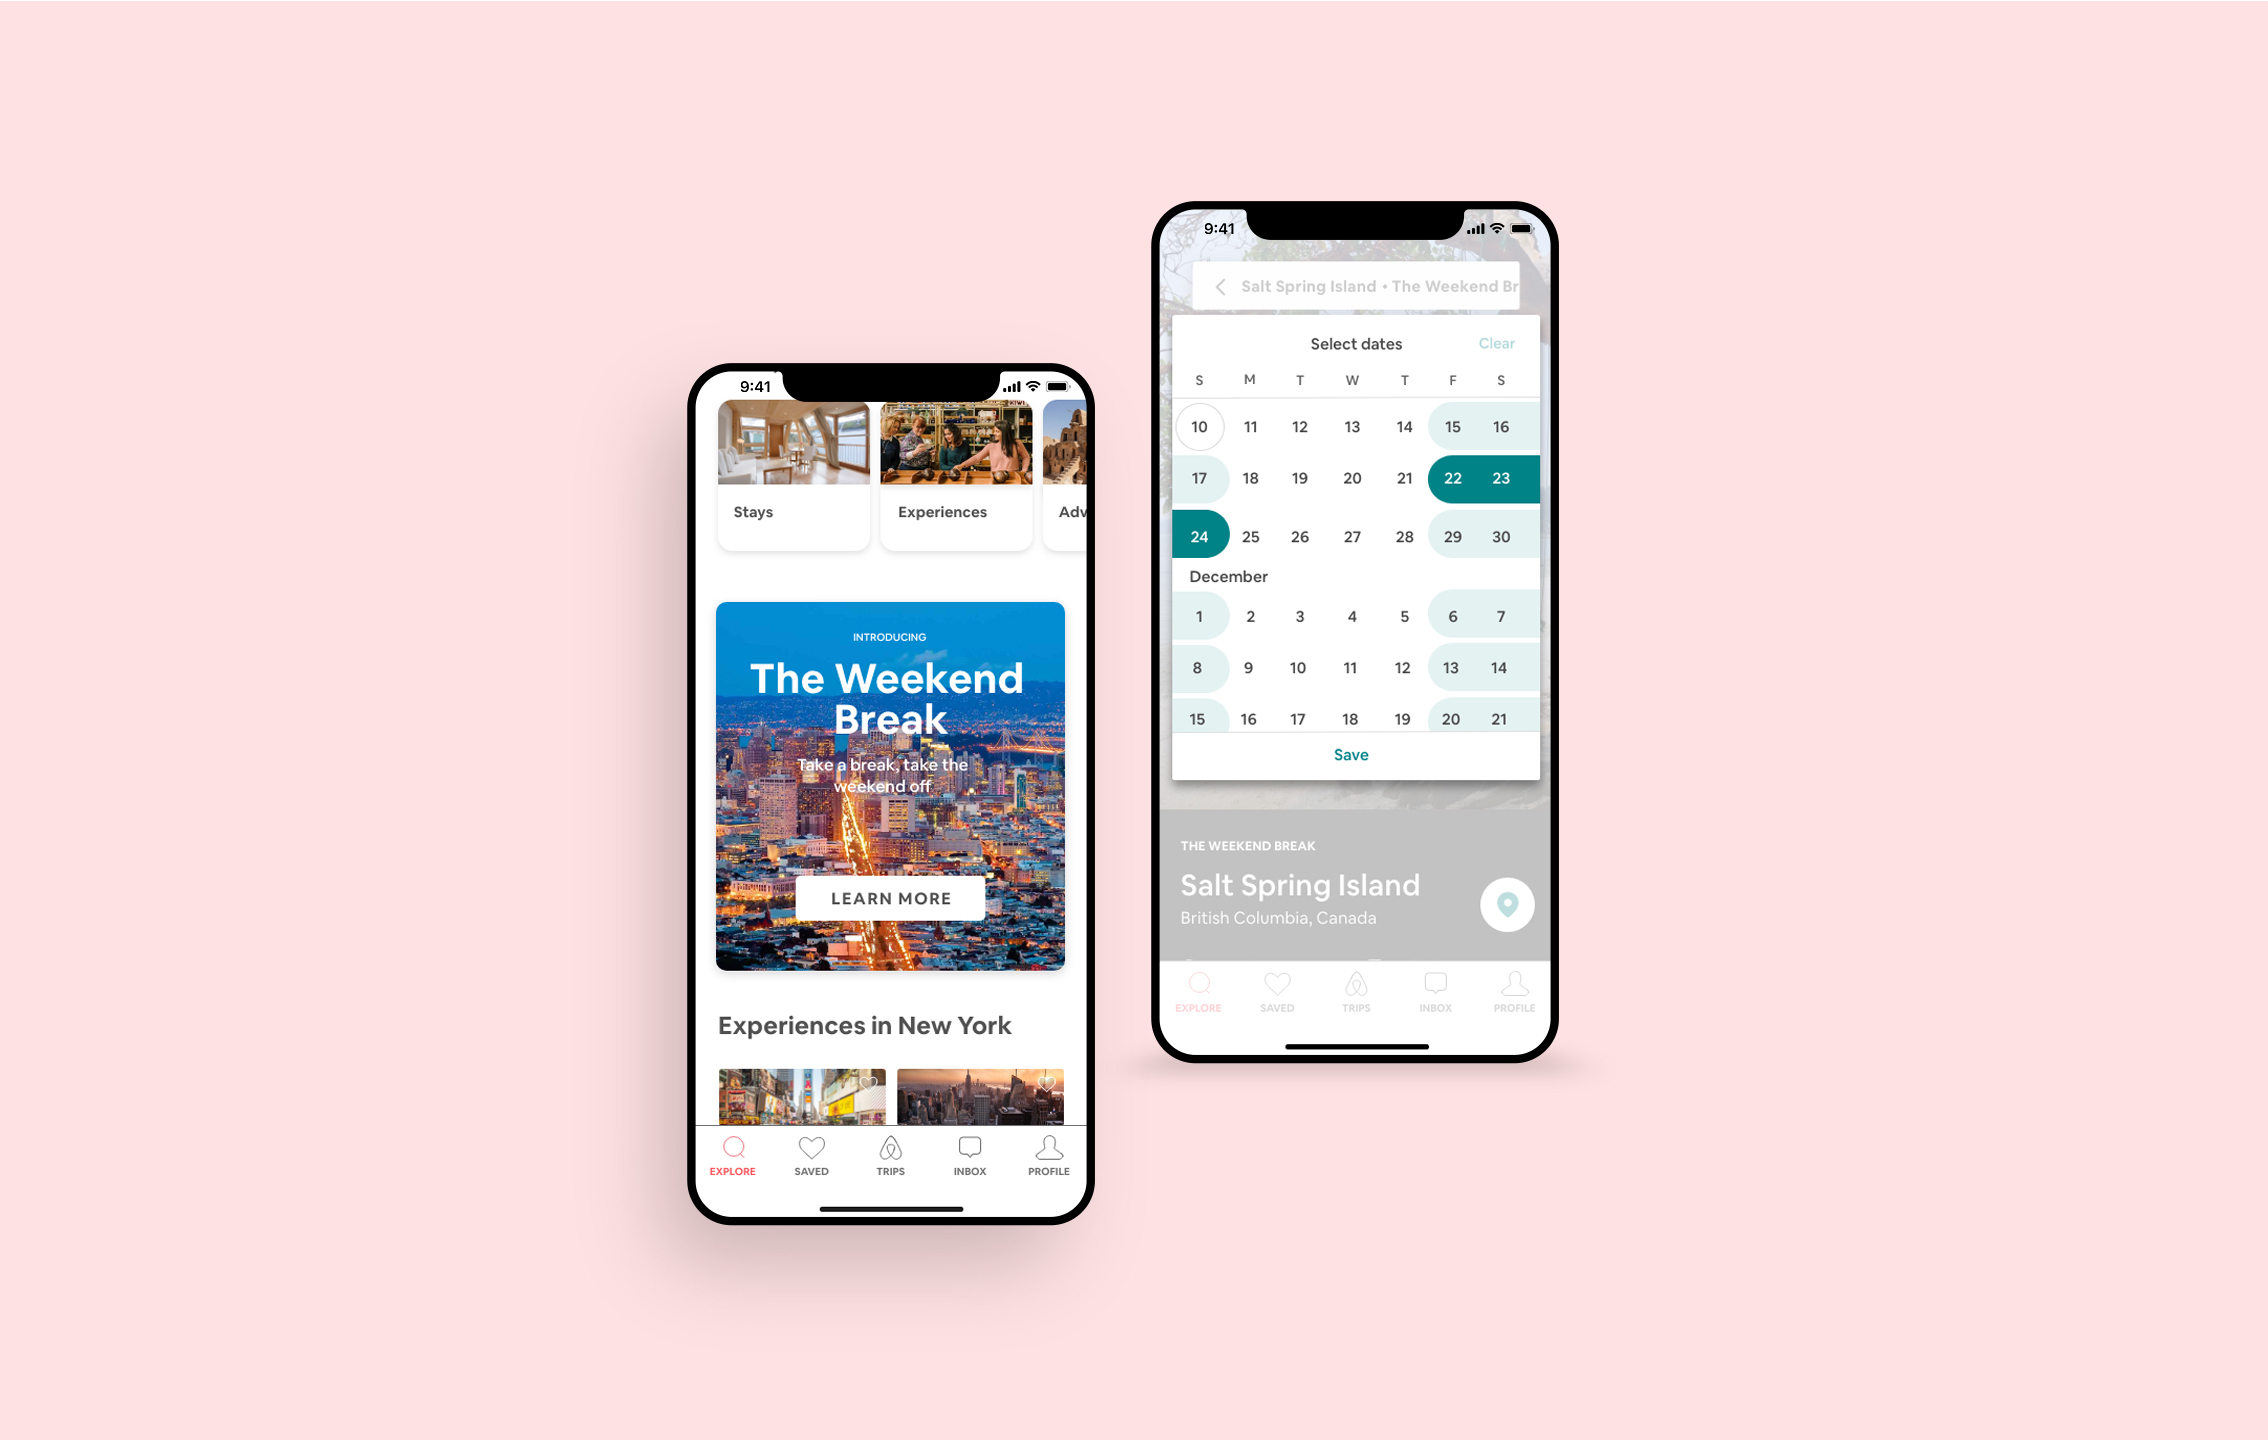 9:41
KIWI
Stays
Experiences
Adv
INTRODUCING
The Weekend
Break
Take a break, take the
weekend off
LEARN MORE
Experiences in New York
EXPLORE SAVED TRIPS INBOX PROFILE
9:41
Salt Spring Island • The Weekend Br
Select dates Clear
S M T W T F S
10 11 12 13 14 15 16
17 18 19 20 21 22 23
24 25 26 27 28 29 30
December
1 2 3 4 5 6 7
8 9 10 11 12 13 14
15 16 17 18 19 20 21
Save
THE WEEKEND BREAK
Salt Spring Island
British Columbia, Canada
EXPLORE SAVED TRIPS INBOX PROFILE